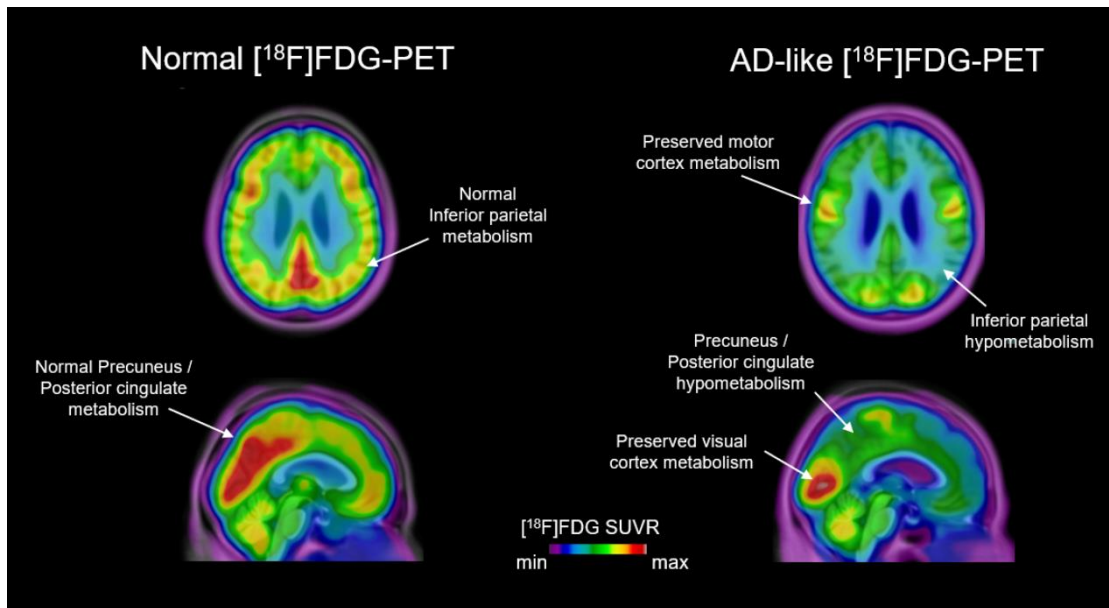 Normal [¹⁸F]FDG-PET
Normal
Inferior parietal
metabolism
Normal Precuneus /
Posterior cingulate
metabolism
AD-like [¹⁸F]FDG-PET
Preserved motor
cortex metabolism
Inferior parietal
hypometabolism
Precuneus /
Posterior cingulate
hypometabolism
Preserved visual
cortex metabolism
[¹⁸F]FDG SUVR
min max